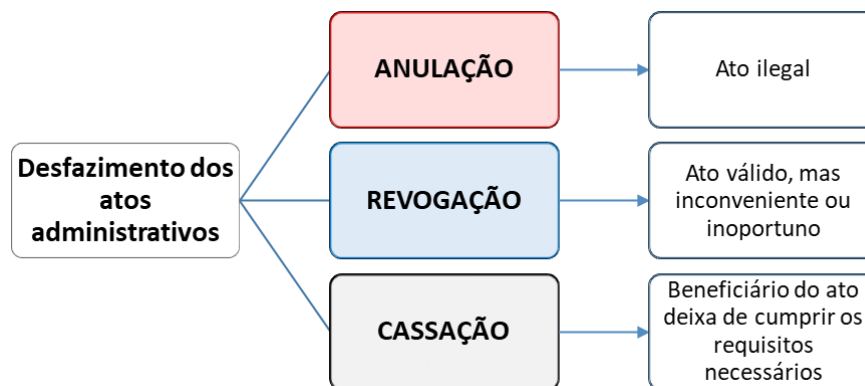 Desfazimento dos
atos
administrativos
ANULAÇÃO
Ato ilegal
REVOGAÇÃO
Ato válido, mas
inconveniente ou
inoportuno
CASSAÇÃO
Beneficiário do ato
deixa de cumprir os
requisitos
necessários